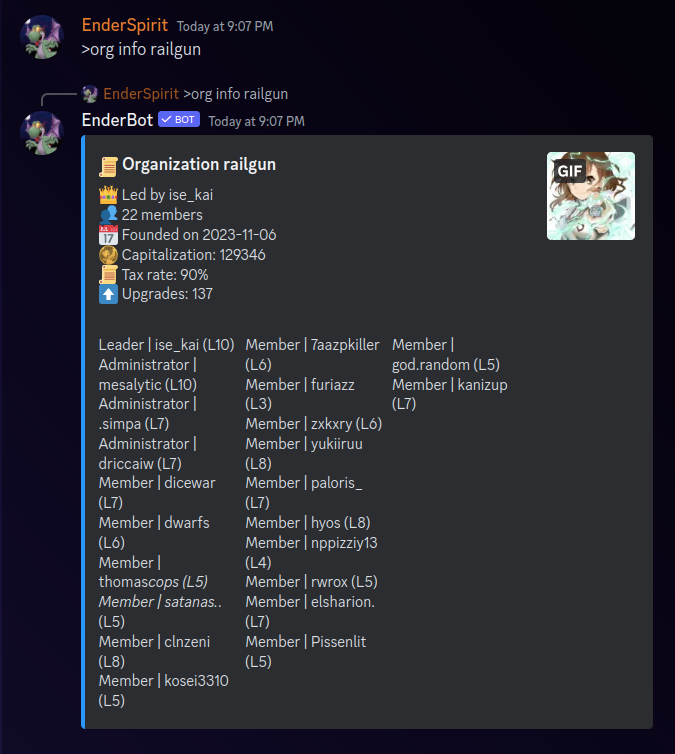 EnderSpirit Today at 9:07 PM
>org info railgun
EnderSpirit >org info railgun
EnderBot ✓ BOT Today at 9:07 PM
Organization railgun
GIF
Led by ise_kai
22 members
JUL 17 Founded on 2023-11-06
Capitalization: 129346
Tax rate: 90%
Upgrades: 137
Leader | ise_kai (L10)
Administrator |
mesalytic (L10)
Administrator |
.simpa (L7)
Administrator |
driccaiw (L7)
Member | dicewar
(L7)
Member | dwarfs
(L6)
Member |
thomascops (L5)
Member | satanas..
(L5)
Member | clnzeni
(L8)
Member | kosei3310
(L5)
Member | 7aazpkiller
(L6)
Member | furiazz
(L3)
Member | zxkxry (L6)
Member | yukiiruu
(L8)
Member | paloris_
(L7)
Member | hyos (L8)
Member | nppizziy13
(L4)
Member | rwrox (L5)
Member | elsharion.
(L7)
Member | Pissenlit
(L5)
Member |
god.random (L5)
Member | kanizup
(L7)